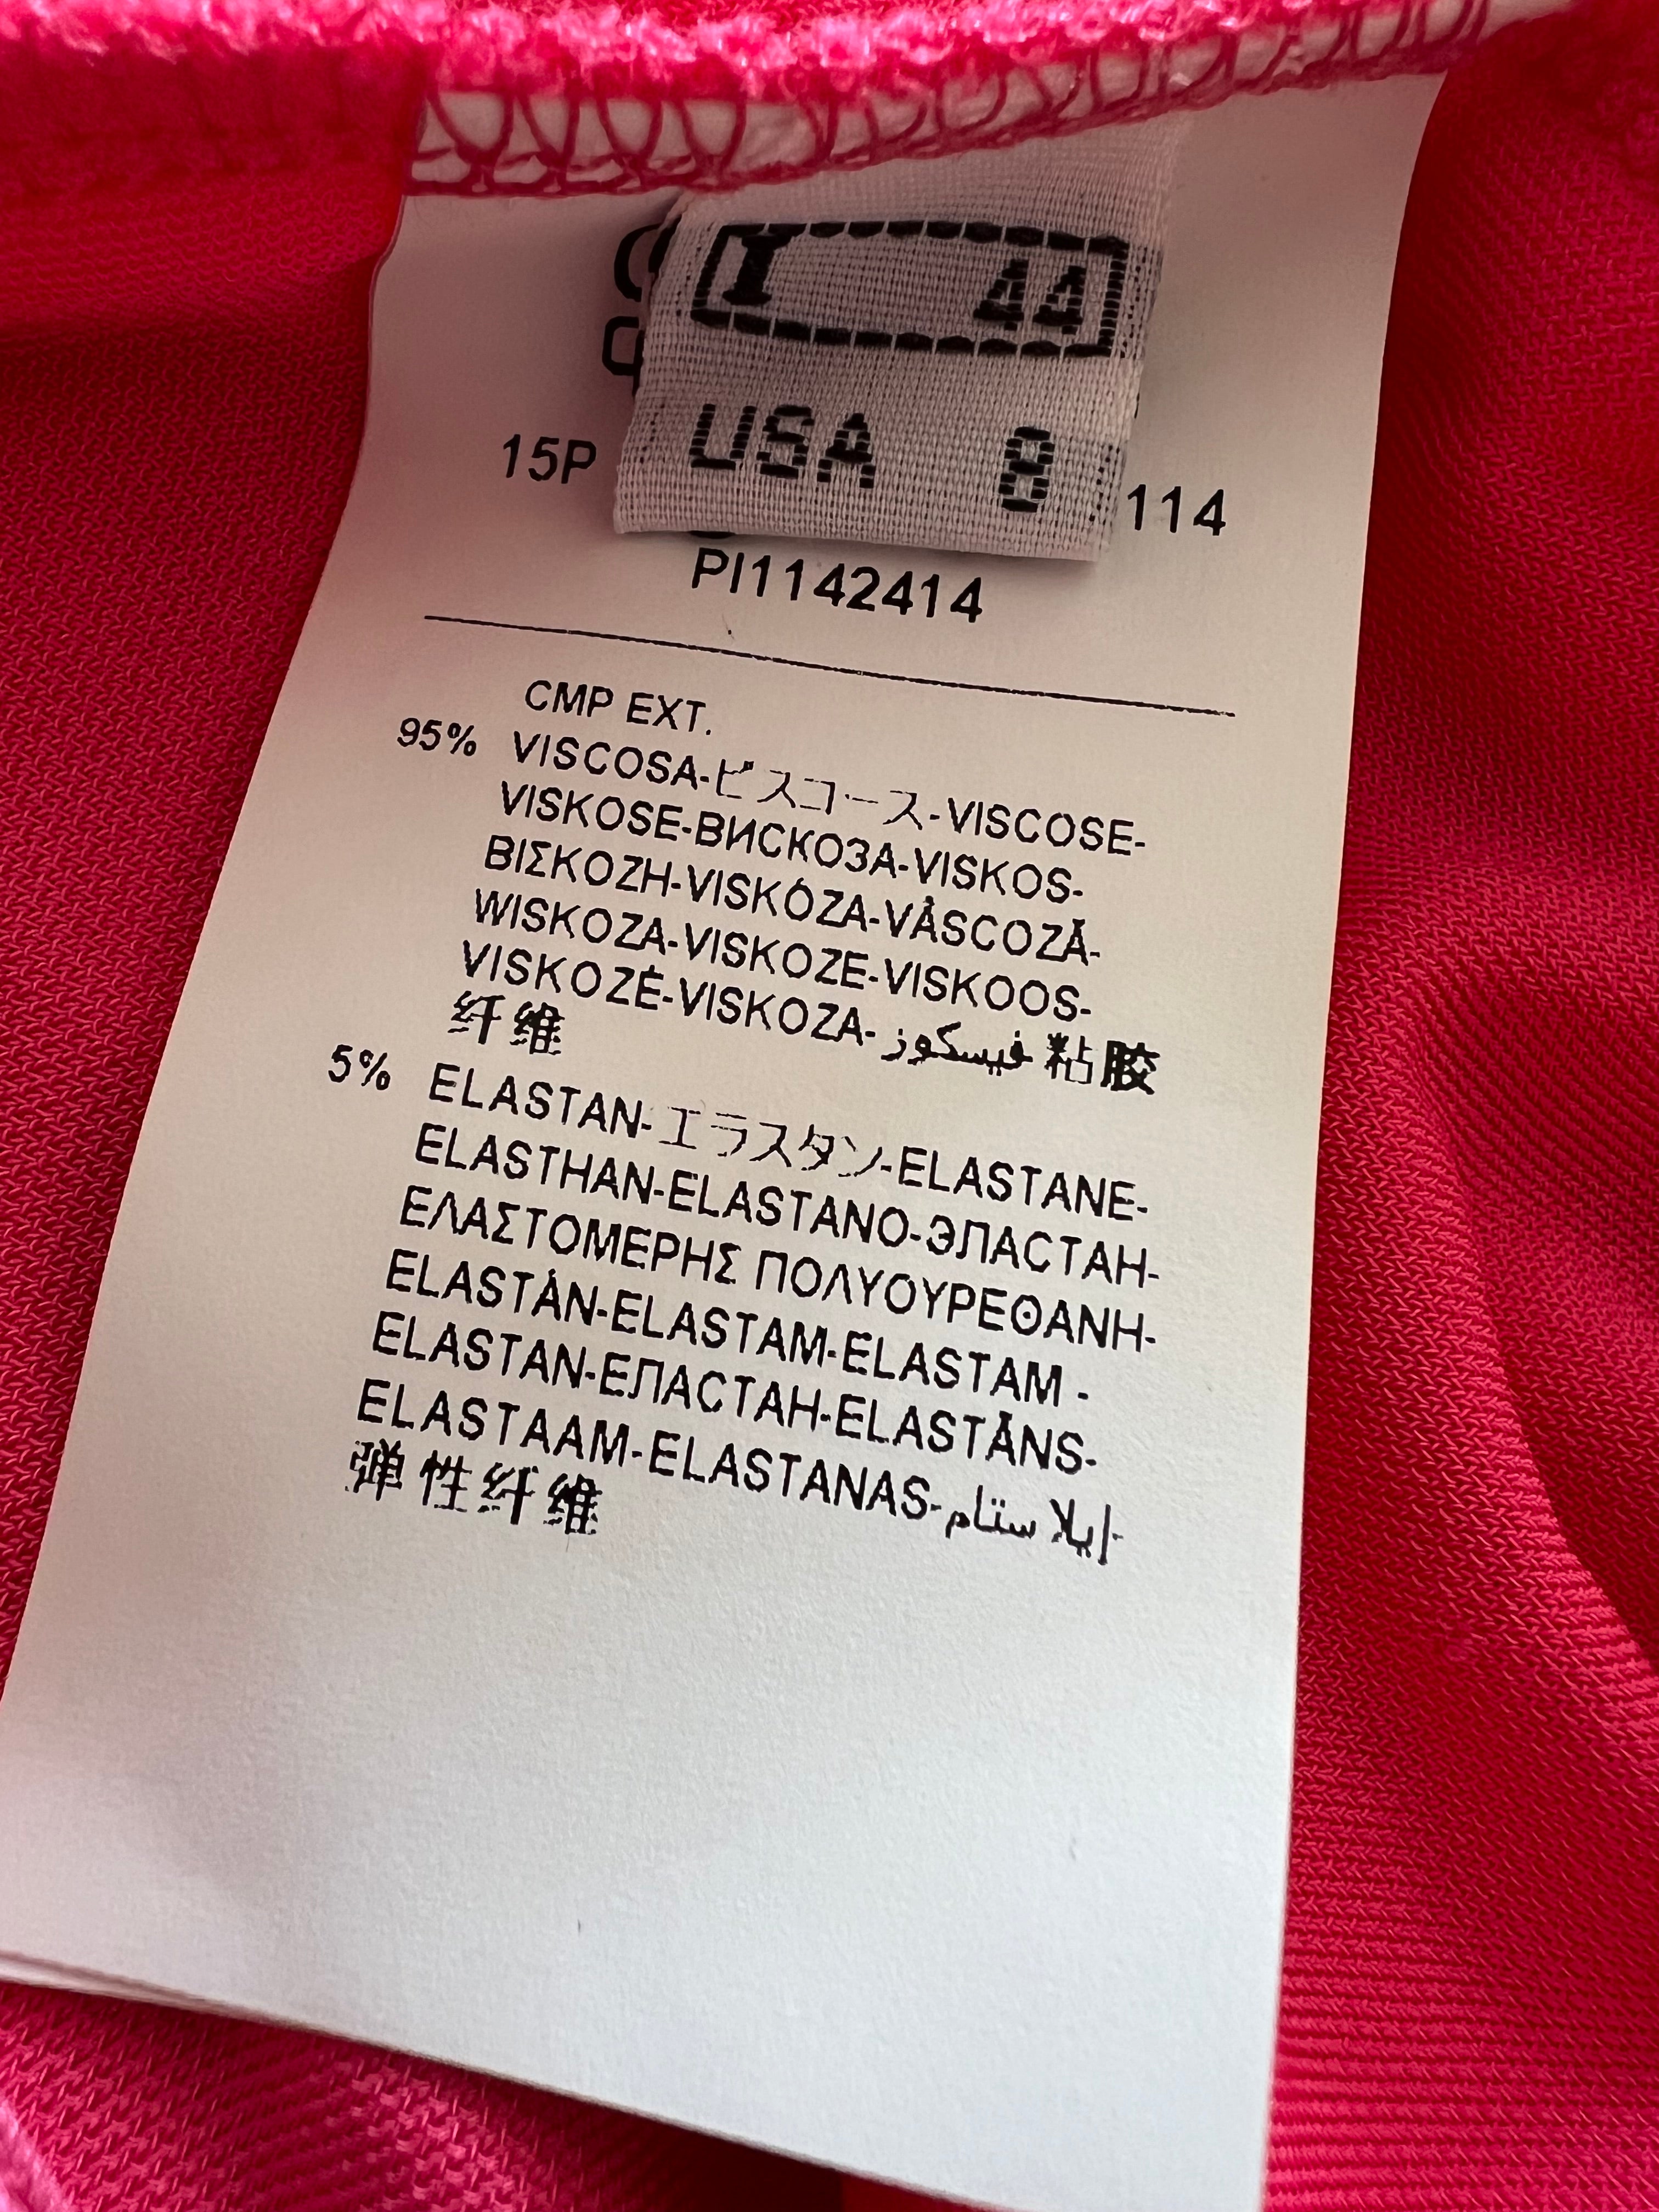 I 44
USA 8
15P 114
PI1142414
CMP EXT.
95% VISCOSA-ビスコース-VISCOSE-
VISKOSE-ВИСКОЗА-VISKOS-
ΒΙΣΚΟΖΗ-VISKÓZA-VÂSCOZĂ-
WISKOZA-VISKOZE-VISKOOS-
VISKOZĖ-VISKOZA-فيسكوز 粘胶
纤维
5% ELASTAN-エラスタン-ELASTANE-
ELASTHAN-ELASTANO-ЭЛАСТАН-
ΕΛΑΣΤΟΜΕΡΗΣ ΠΟΛΥΟΥΡΕΘΑΝΗ-
ELASTÁN-ELASTAM-ELASTAM -
ELASTAN-ЕЛАСТАН-ELASTĀNS-
ELASTAAM-ELASTANAS-إيلا ستام-
弹性纤维